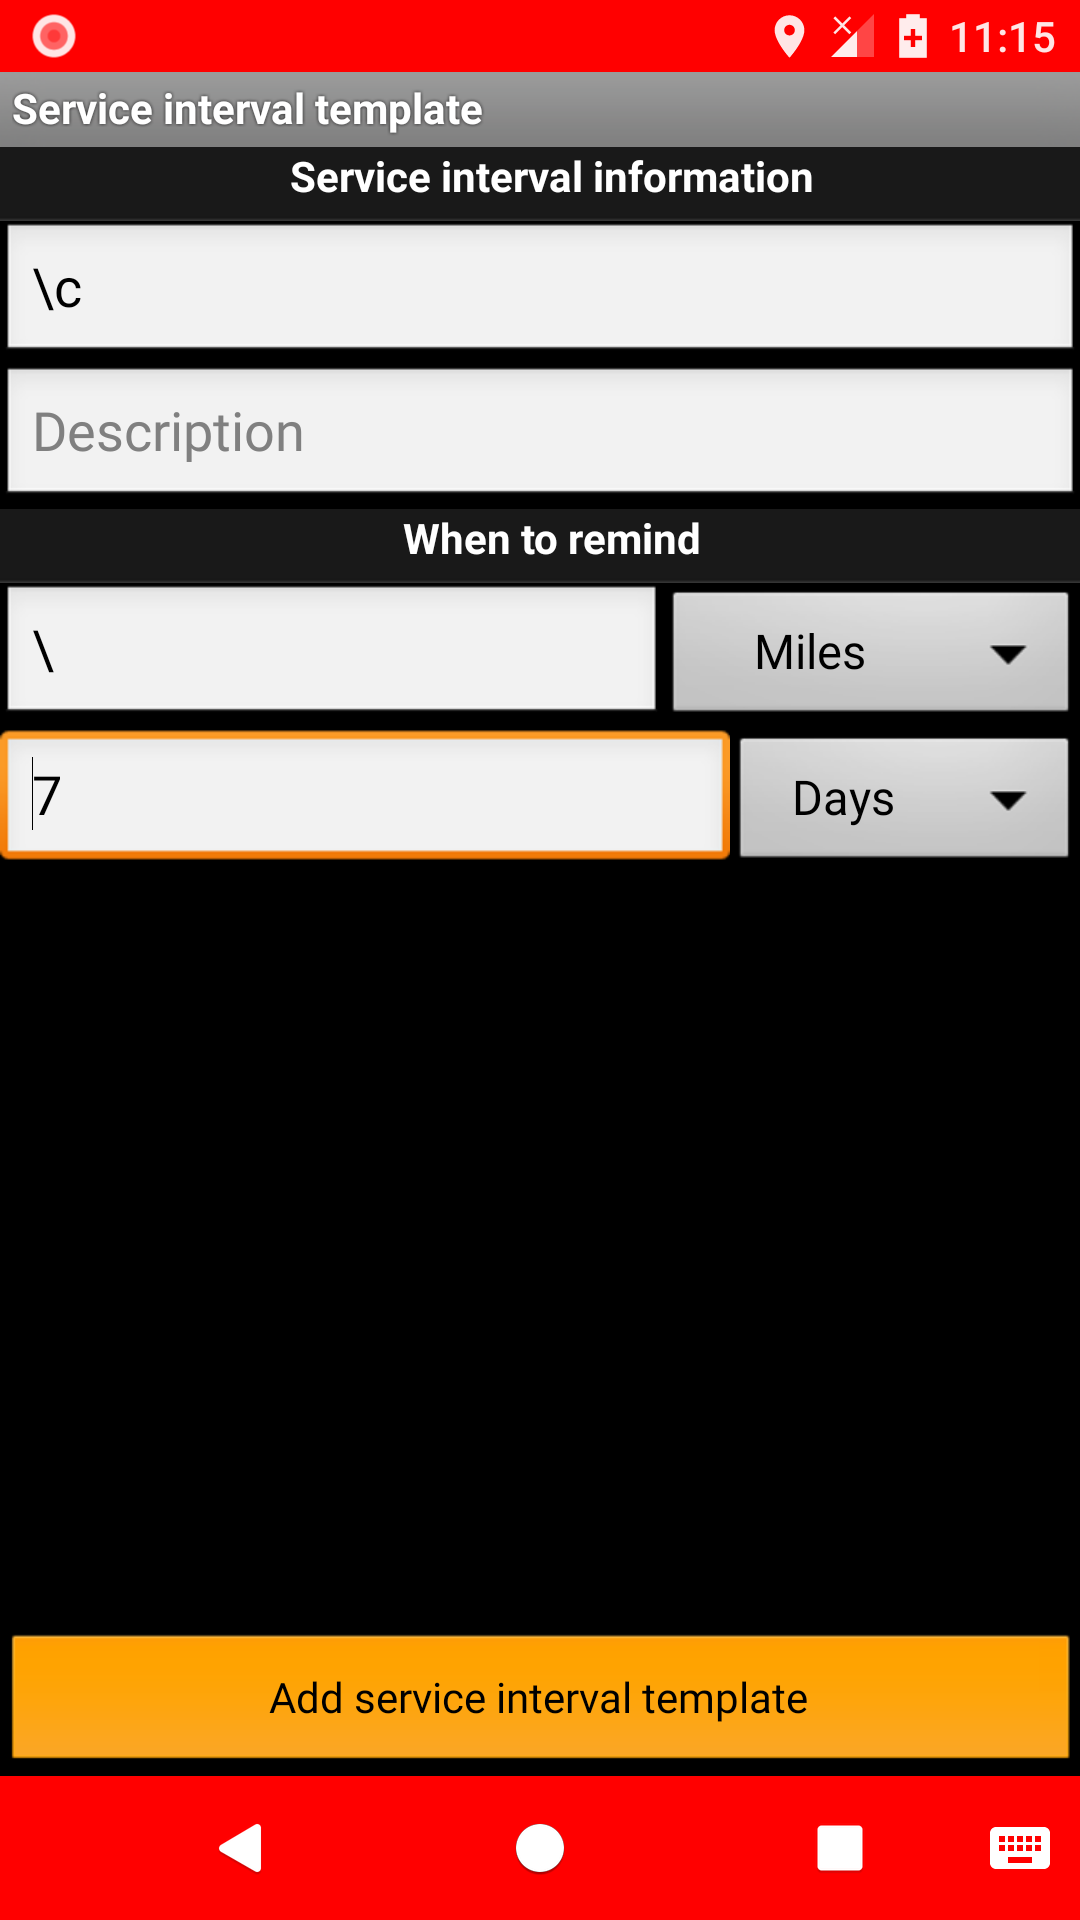 11:15
Service interval template
Service interval information
\c
Description
When to remind
\
Miles
7
Days
Add service interval template